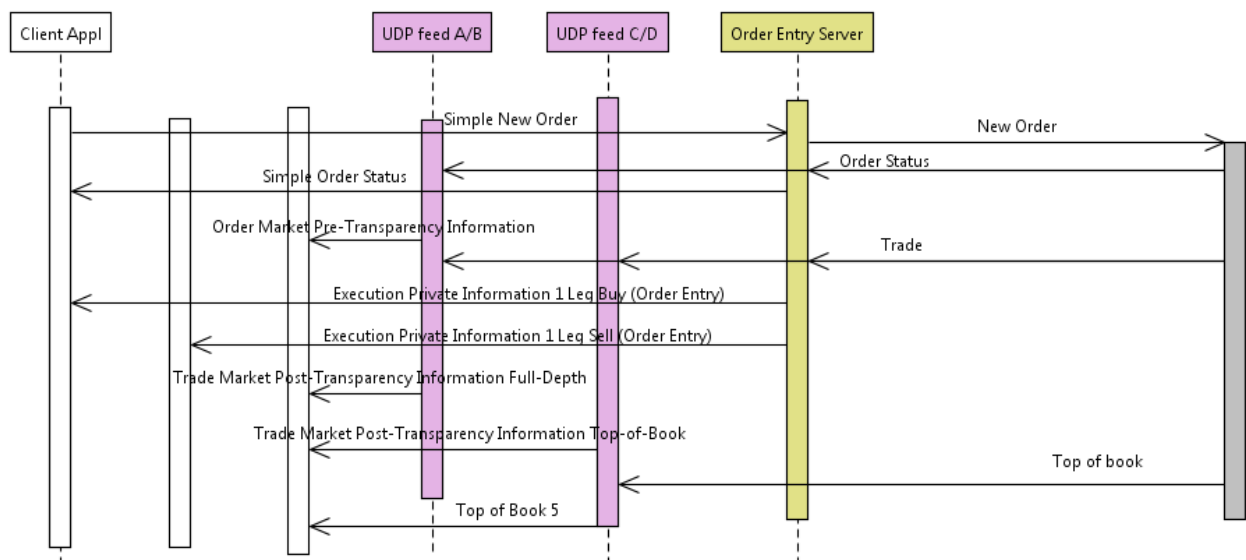 Client Appl
UDP feed A/B
UDP feed C/D
Order Entry Server
Simple New Order
New Order
Order Status
Simple Order Status
Order Market Pre-Transparency Information
Trade
Execution Private Information 1 Leg Buy (Order Entry)
Execution Private Information 1 Leg Sell (Order Entry)
Trade Market Post-Transparency Information Full-Depth
Trade Market Post-Transparency Information Top-of-Book
Top of book
Top of Book 5